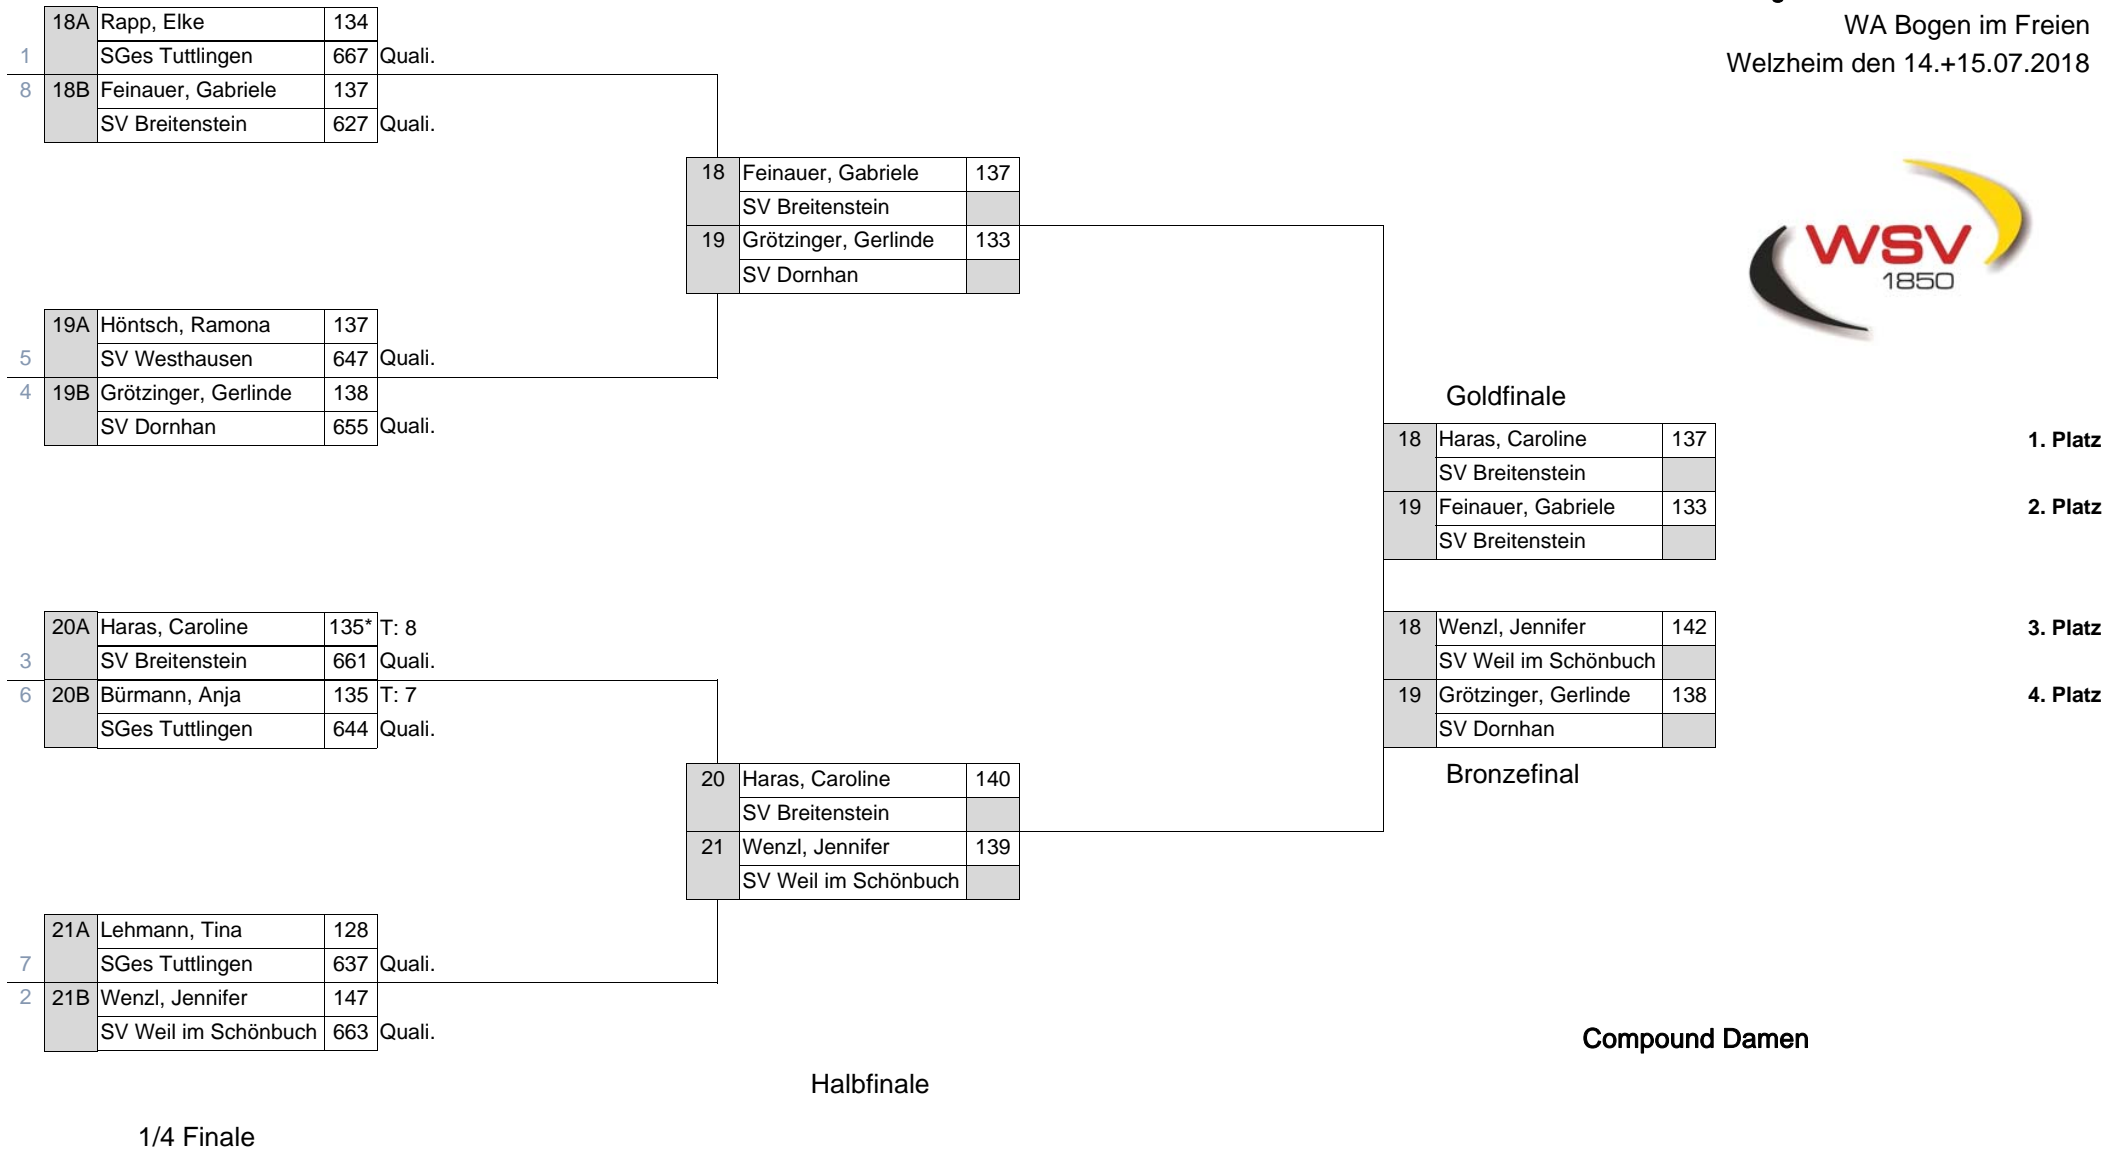 WA Bogen im Freien
Welzheim den 14.+15.07.2018
WSV
1850
18A Rapp, Elke 134
1 SGes Tuttlingen 667 Quali.
8 18B Feinauer, Gabriele 137
SV Breitenstein 627 Quali.
18 Feinauer, Gabriele 137
SV Breitenstein
19 Grötzinger, Gerlinde 133
SV Dornhan
19A Höntsch, Ramona 137
5 SV Westhausen 647 Quali.
4 19B Grötzinger, Gerlinde 138
SV Dornhan 655 Quali.
Goldfinale
18 Haras, Caroline 137 1. Platz
SV Breitenstein
19 Feinauer, Gabriele 133 2. Platz
SV Breitenstein
20A Haras, Caroline 135* T: 8
3 SV Breitenstein 661 Quali.
6 20B Bürmann, Anja 135 T: 7
SGes Tuttlingen 644 Quali.
18 Wenzl, Jennifer 142 3. Platz
SV Weil im Schönbuch
19 Grötzinger, Gerlinde 138 4. Platz
SV Dornhan
Bronzefinal
20 Haras, Caroline 140
SV Breitenstein
21 Wenzl, Jennifer 139
SV Weil im Schönbuch
21A Lehmann, Tina 128
7 SGes Tuttlingen 637 Quali.
2 21B Wenzl, Jennifer 147
SV Weil im Schönbuch 663 Quali.
Compound Damen
Halbfinale
1/4 Finale